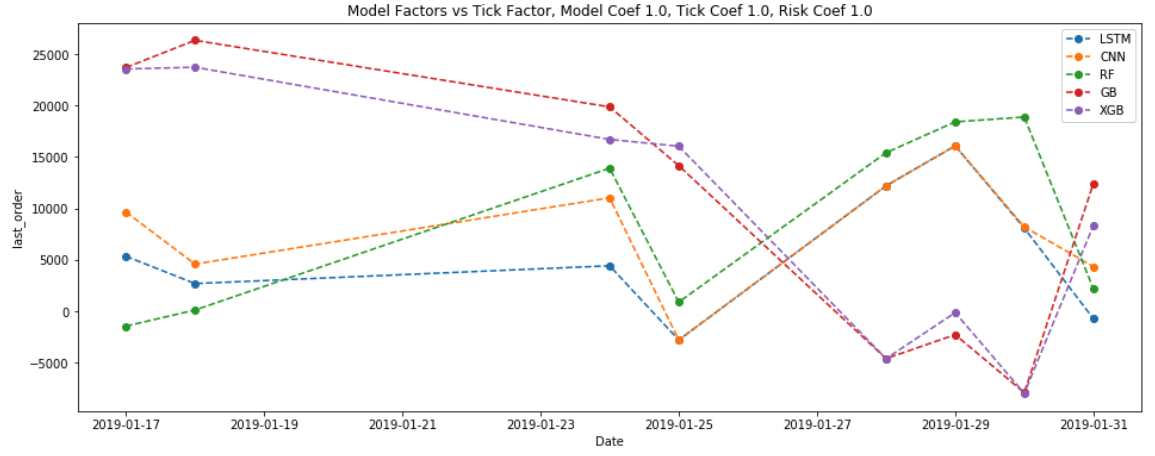 Model Factors vs Tick Factor, Model Coef 1.0, Tick Coef 1.0, Risk Coef 1.0
LSTM
CNN
RF
GB
XGB
last_order
25000
20000
15000
10000
5000
0
−5000
2019-01-17 2019-01-19 2019-01-21 2019-01-23 2019-01-25 2019-01-27 2019-01-29 2019-01-31
Date